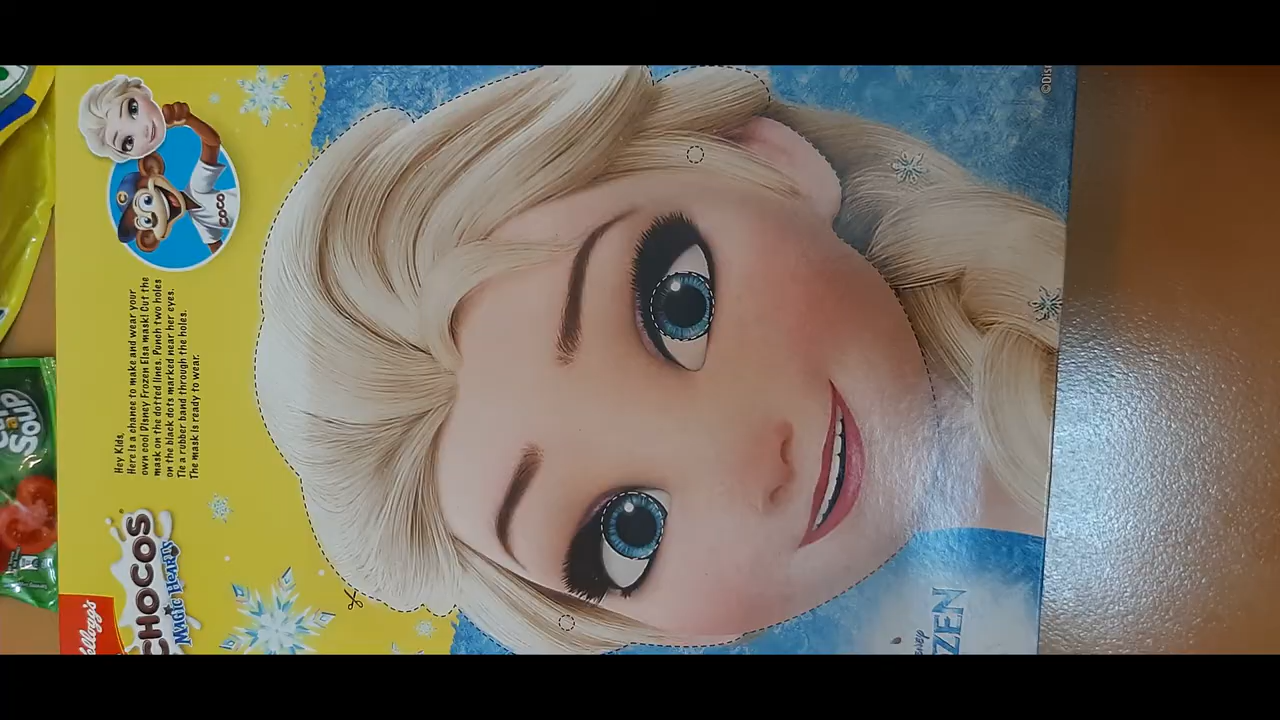 Kellogg's
CHOCOS
MAGIC HEARTS
Hey Kids,
Here is a chance to make and wear your
own cool Disney Frozen Elsa mask! Cut the
mask on the dotted lines. Punch two holes
on the black dots marked near her eyes.
Tie a rubber band through the holes.
The mask is ready to wear.
COCO
Soup
©Dis
ZEN